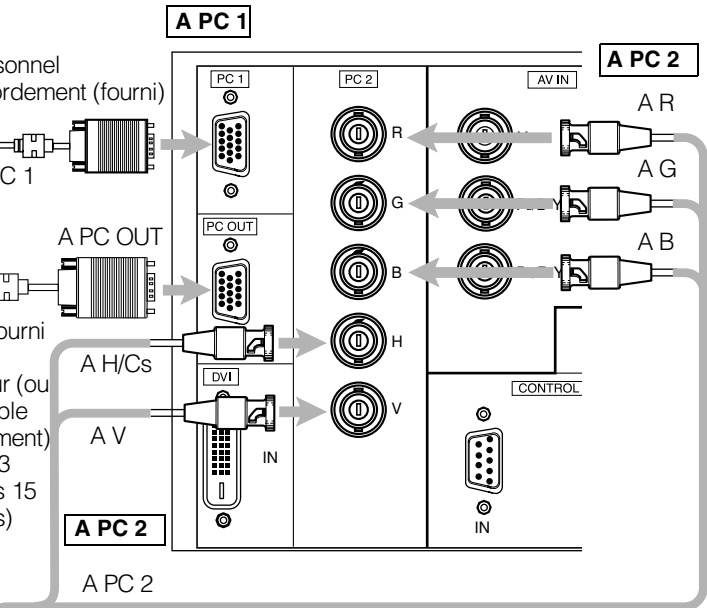 A PC 1
A PC 2
sonnel
ordement (fourni)
PC 1
PC 2
AV IN
A R
R
C 1
A G
G
PC OUT
A PC OUT
A B
B
ourni
H
A H/Cs
ur (ou
DVI
CONTROL
ble
ment)
A V
V
3
IN
s 15
s)
A PC 2
IN
A PC 2